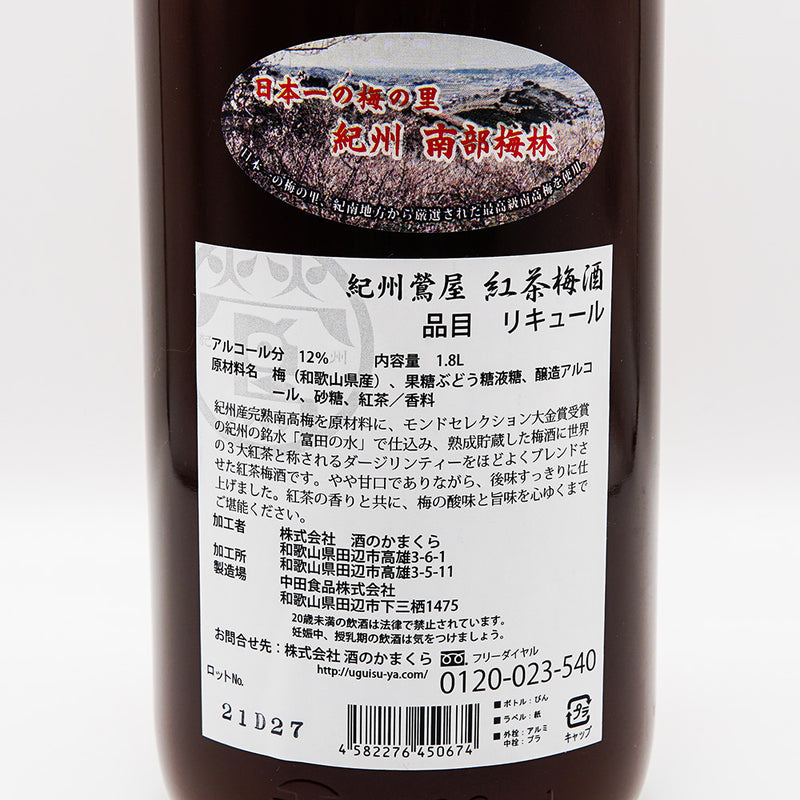 日本一の梅の里
紀州 南部梅林
日本一の梅の里、紀南地方から厳選された最高級南高梅を使用
紀州鶯屋 紅茶梅酒
品目 リキュール
アルコール分 12% 内容量 1.8L
原材料名 梅（和歌山県産）、果糖ぶどう糖液糖、醸造アルコ
ール、砂糖、紅茶／香料
紀州産完熟南高梅を原材料に、モンドセレクション大金賞受賞
の紀州の銘水「富田の水」で仕込み、熟成貯蔵した梅酒に世界
の3大紅茶と称されるダージリンティーをほどよくブレンドさ
せた紅茶梅酒です。やや甘口でありながら、後味すっきりに仕
上げました。紅茶の香りと共に、梅の酸味と旨味を心ゆくまで
ご堪能ください。
加工者 株式会社 酒のかまくら
和歌山県田辺市高雄3-6-1
加工所 和歌山県田辺市高雄3-5-11
製造場 中田食品株式会社
和歌山県田辺市下三栖1475
20歳未満の飲酒は法律で禁止されています。
妊娠中、授乳期の飲酒は気をつけましょう。
お問合せ先：株式会社 酒のかまくら フリーダイヤル
http://uguisu-ya.com/ 0120-023-540
ロットNo.
21D27
4 582276 450674
■ボトル：びん
■ラベル：紙
■外栓：アルミ
中栓：プラ
プラ
キャップ